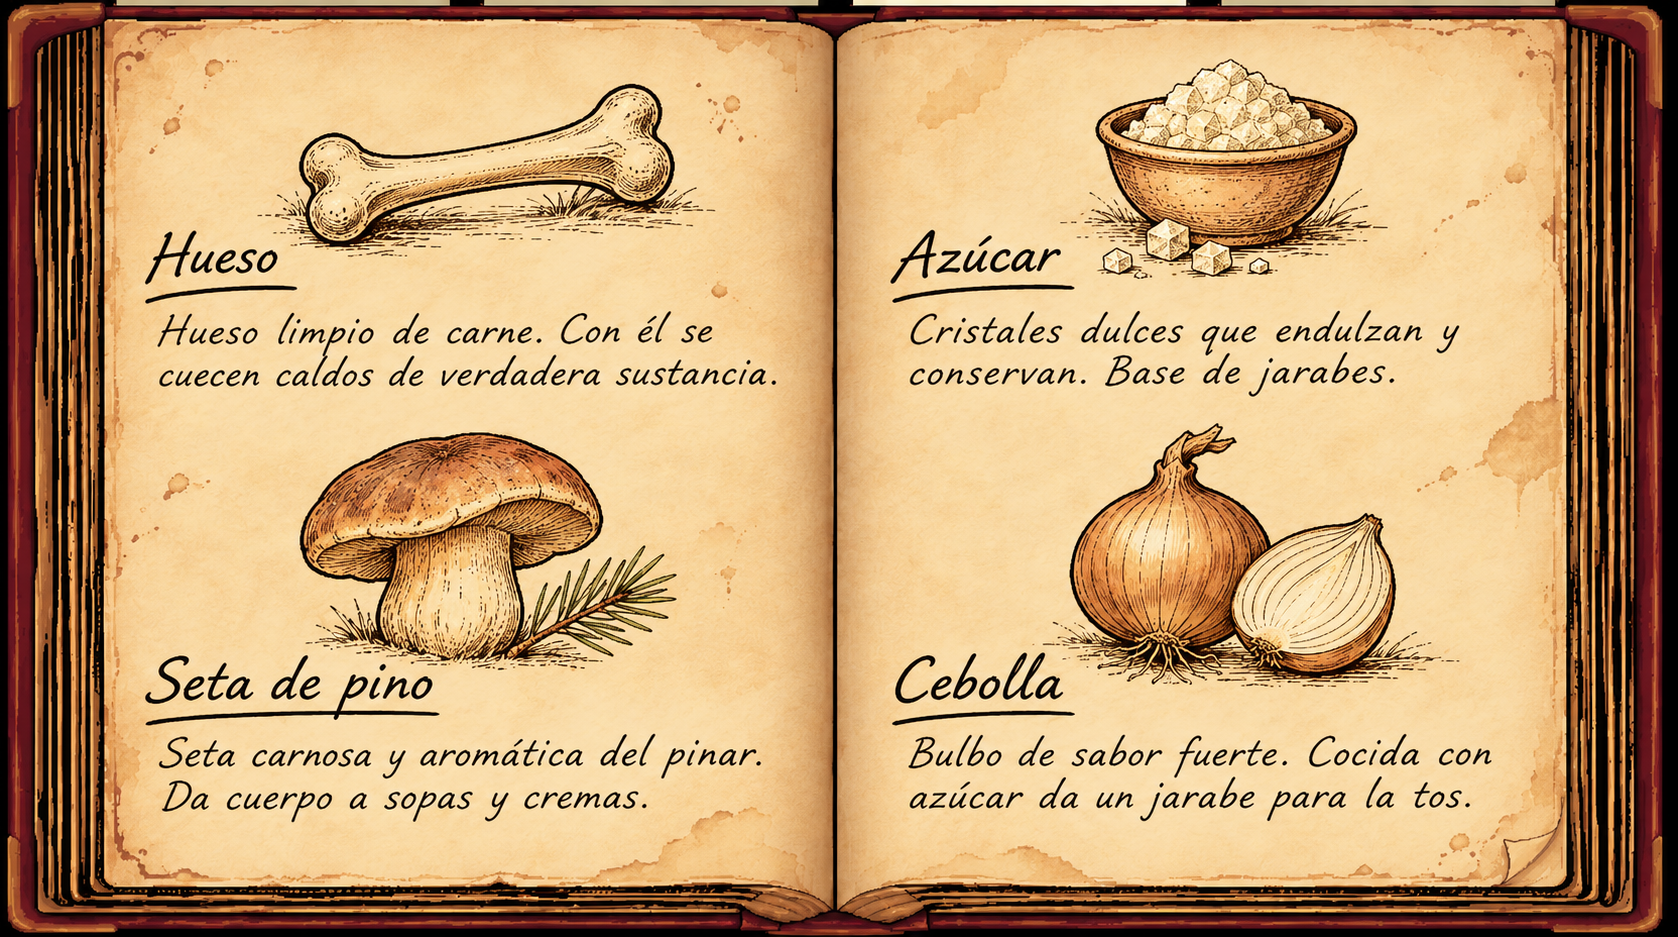 Hueso
Hueso limpio de carne. Con él se
cuecen caldos de verdadera sustancia.
Seta de pino
Seta carnosa y aromática del pinar.
Da cuerpo a sopas y cremas.
Azúcar
Cristales dulces que endulzan y
conservan. Base de jarabes.
Cebolla
Bulbo de sabor fuerte. Cocida con
azúcar da un jarabe para la tos.